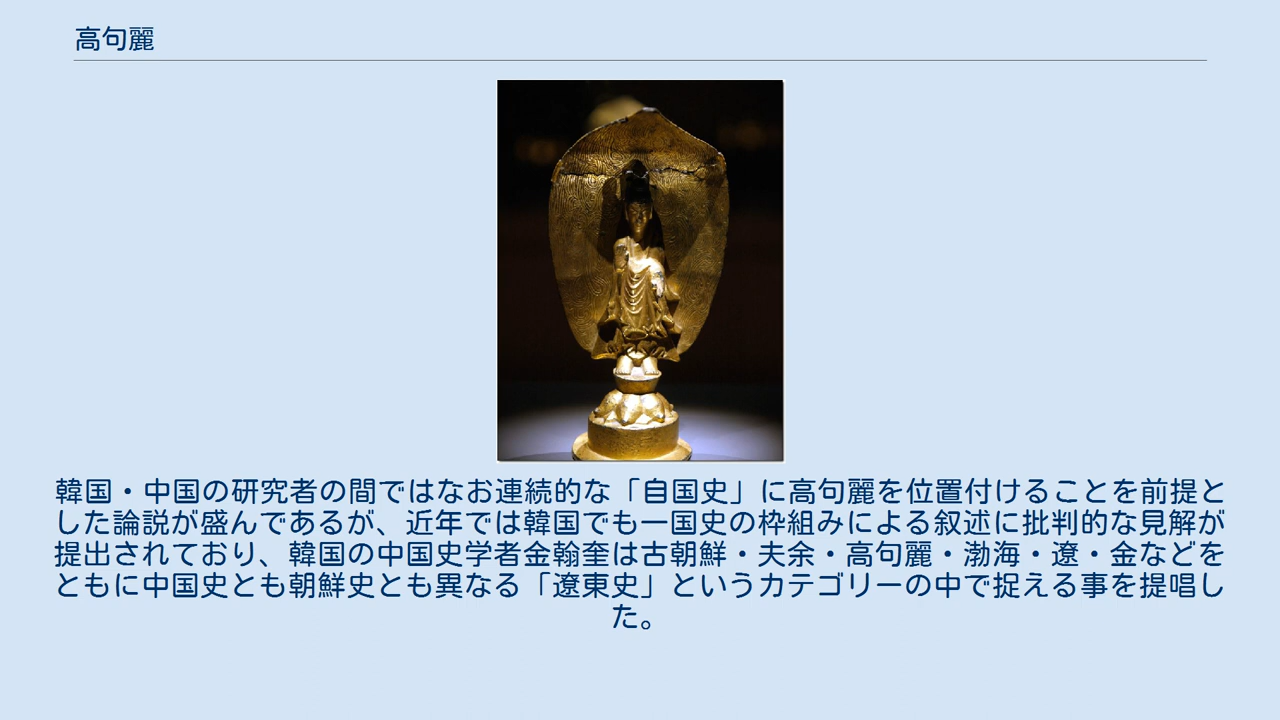 高句麗
韓国・中国の研究者の間ではなお連続的な「自国史」に高句麗を位置付けることを前提と
した論説が盛んであるが、近年では韓国でも一国史の枠組みによる叙述に批判的な見解が
提出されており、韓国の中国史学者金翰奎は古朝鮮・夫余・高句麗・渤海・遼・金などを
ともに中国史とも朝鮮史とも異なる「遼東史」というカテゴリーの中で捉える事を提唱し
た。